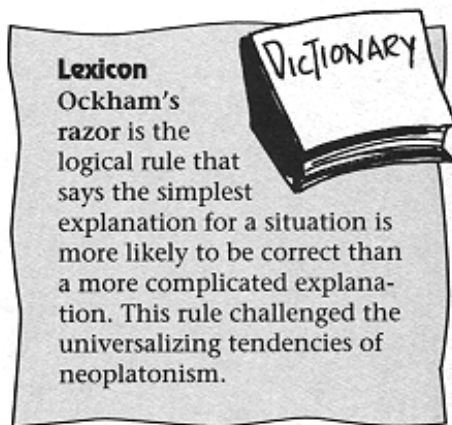 DICTIONARY
Lexicon
Ockham's
razor is the
logical rule that
says the simplest
explanation for a situation is
more likely to be correct than
a more complicated explana-
tion. This rule challenged the
universalizing tendencies of
neoplatonism.